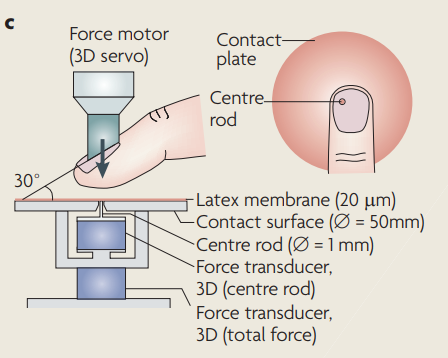 c
Force motor
(3D servo)
Contact
plate
Centre
rod
30°
Latex membrane (20 μm)
Contact surface (Ø = 50mm)
Centre rod (Ø = 1 mm)
Force transducer,
3D (centre rod)
Force transducer,
3D (total force)